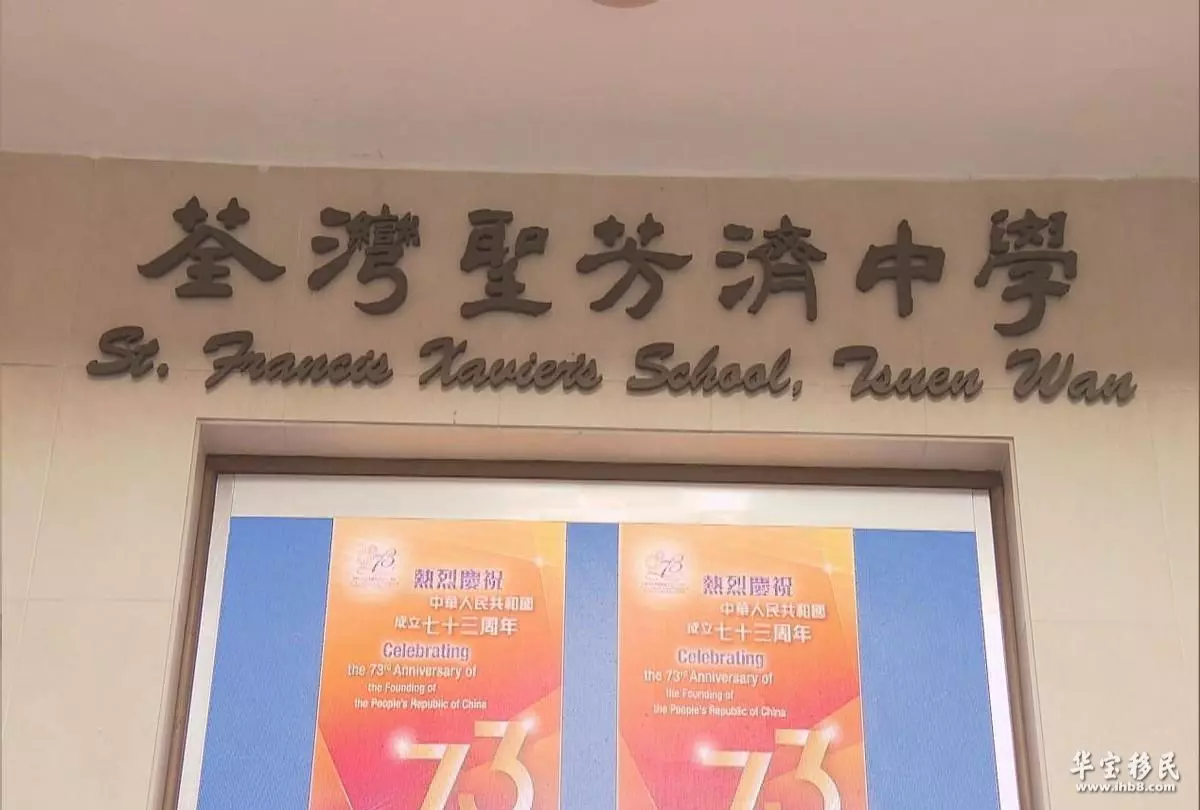 荃灣聖芳濟中學
St. Francis Xavier's School, Tsuen Wan
73
熱烈慶祝
中華人民共和國
成立七十三周年
Celebrating
the 73rd Anniversary of
the Founding of
the People's Republic of China
73
73
熱烈慶祝
中華人民共和國
成立七十三周年
Celebrating
the 73rd Anniversary of
the Founding of
the People's Republic of China
73
华宝移民
www.ihb8.com